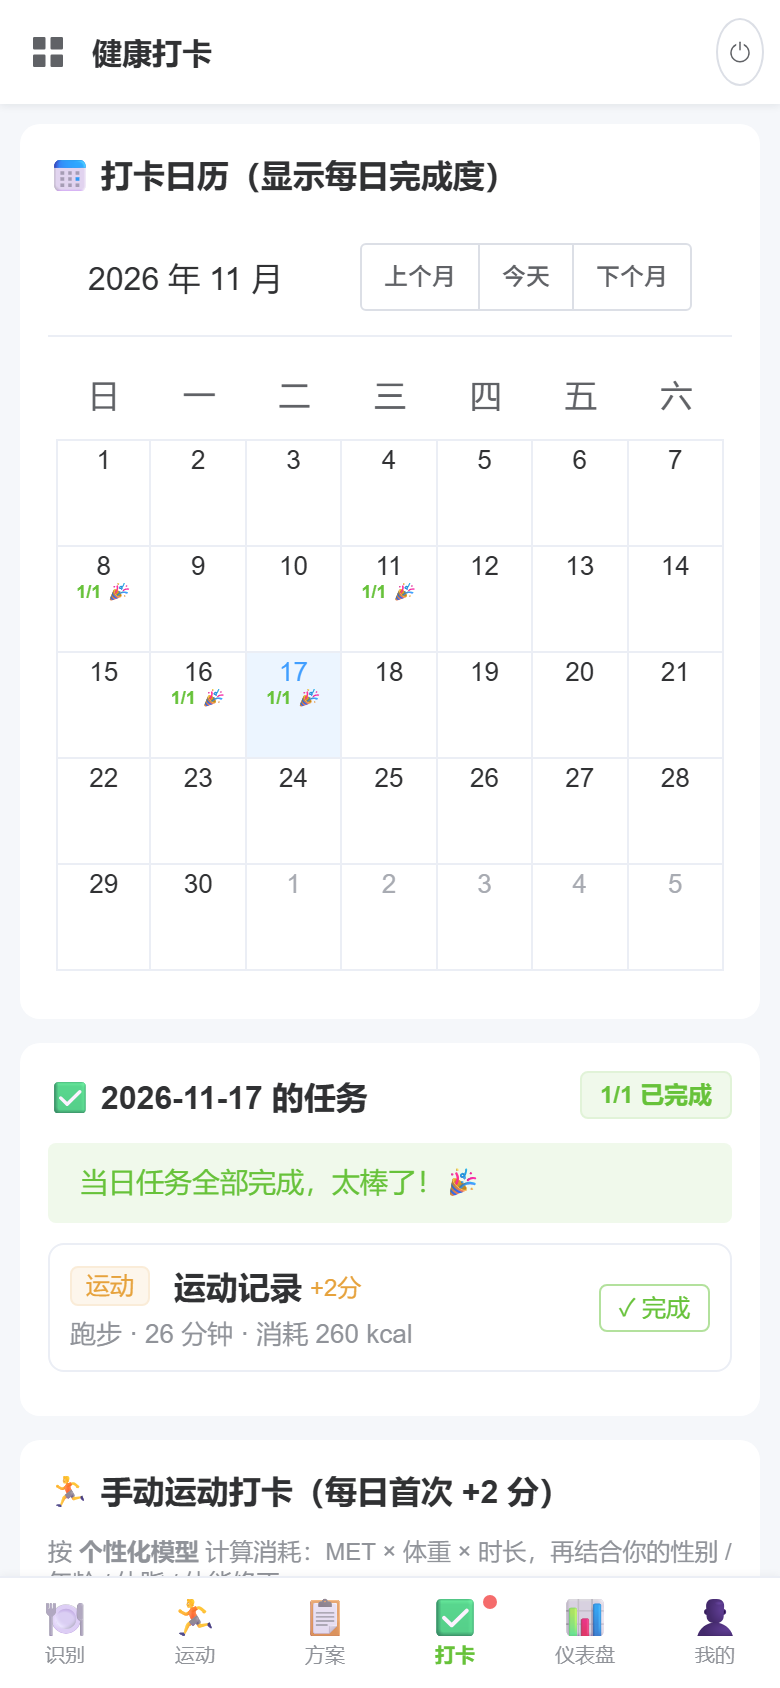 健康打卡
打卡日历（显示每日完成度）
2026 年 11 月
上个月 今天 下个月
日 一 二 三 四 五 六
1 2 3 4 5 6 7
8 9 10 11 12 13 14
1/1 1/1
15 16 17 18 19 20 21
1/1 1/1
22 23 24 25 26 27 28
29 30 1 2 3 4 5
2026-11-17 的任务
1/1 已完成
当日任务全部完成，太棒了！
运动 运动记录 +2分
跑步 · 26 分钟 · 消耗 260 kcal
✓ 完成
手动运动打卡（每日首次 +2 分）
按 个性化模型 计算消耗：MET × 体重 × 时长，再结合你的性别 /
识别 运动 方案 打卡 仪表盘 我的